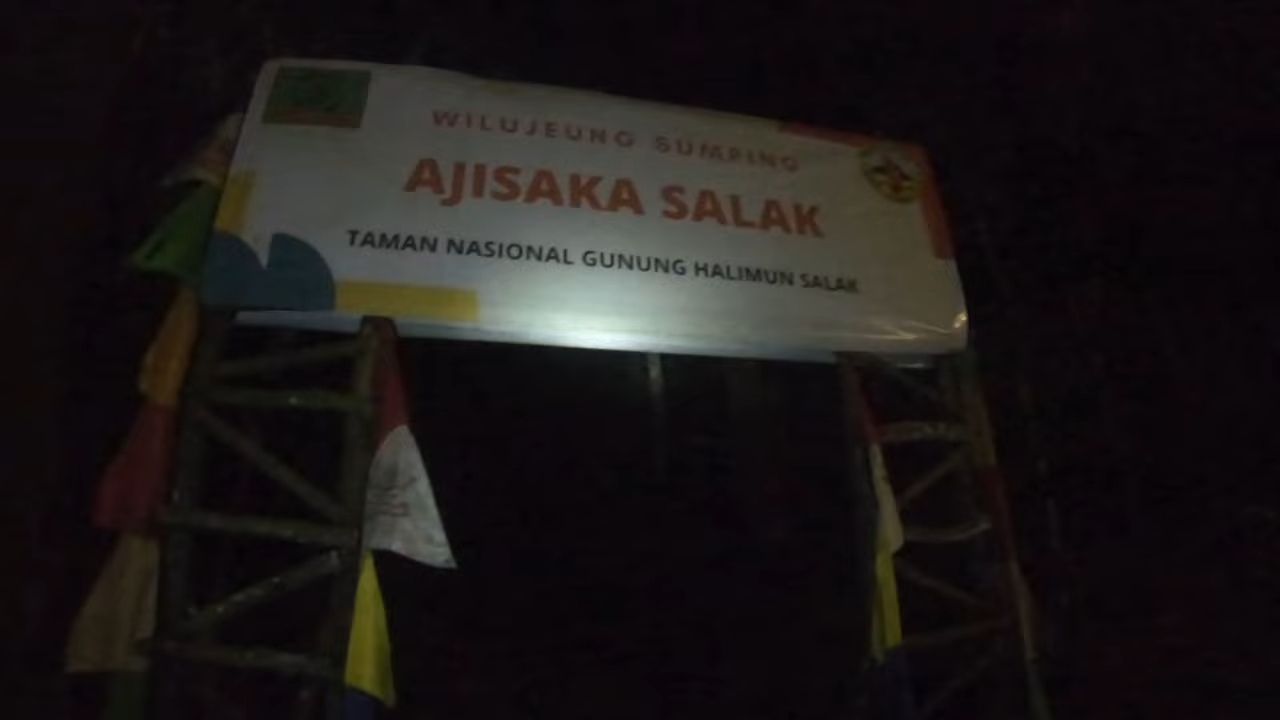 WILUJEUNG SUMPING
AJISAKA SALAK
TAMAN NASIONAL GUNUNG HALIMUN SALAK